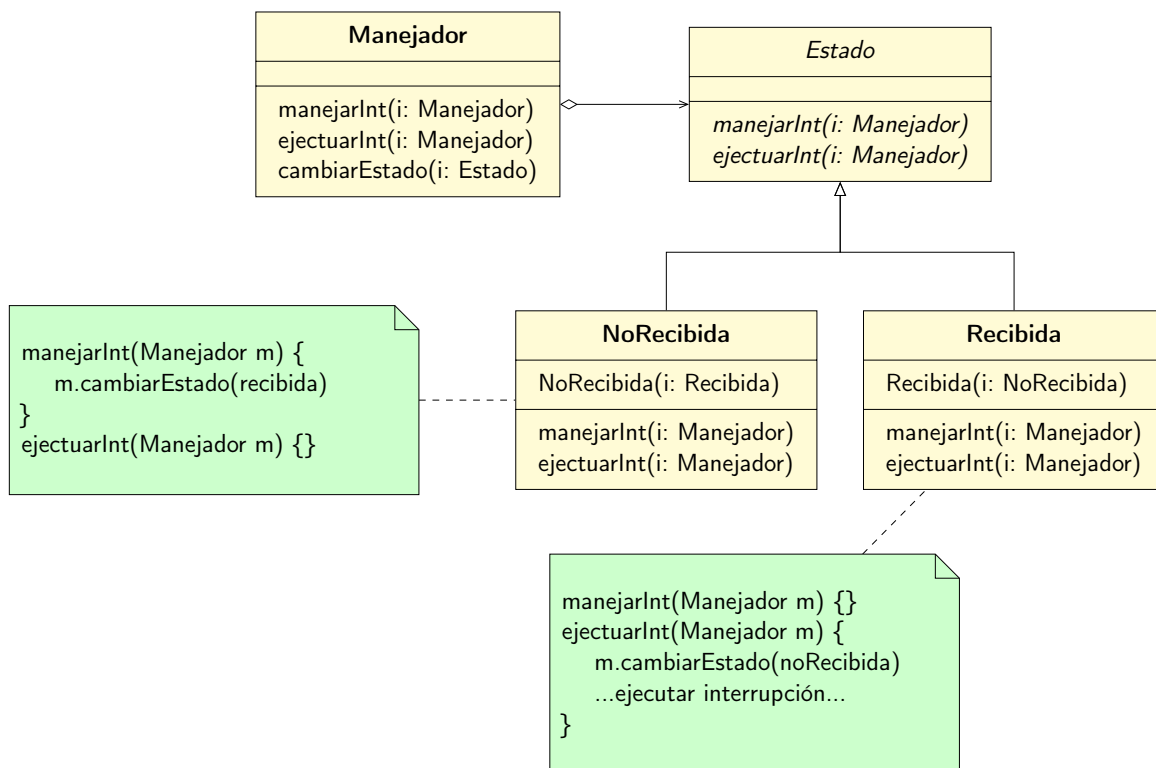 Manejador
manejarInt(i: Manejador)
ejectuarInt(i: Manejador)
cambiarEstado(i: Estado)
Estado
manejarInt(i: Manejador)
ejectuarInt(i: Manejador)
manejarInt(Manejador m) {
m.cambiarEstado(recibida)
}
ejectuarInt(Manejador m) {}
NoRecibida
NoRecibida(i: Recibida)
manejarInt(i: Manejador)
ejectuarInt(i: Manejador)
Recibida
Recibida(i: NoRecibida)
manejarInt(i: Manejador)
ejectuarInt(i: Manejador)
manejarInt(Manejador m) {}
ejectuarInt(Manejador m) {
m.cambiarEstado(noRecibida)
...ejecutar interrupción...
}